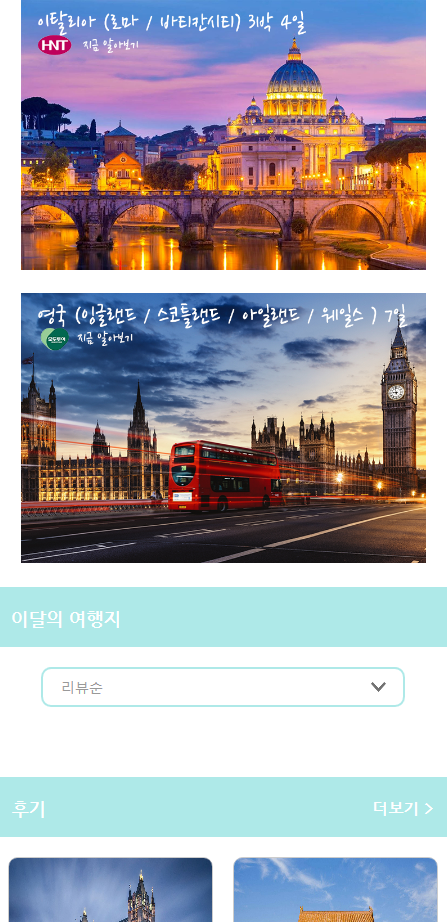 이탈리아 (로마 / 바티칸시티) 3박 4일
HNT 지금 알아보기
영국 (잉글랜드 / 스코틀랜드 / 아일랜드 / 웨일스 ) 7일
지금 알아보기
이달의 여행지
리뷰순
후기 더보기 >